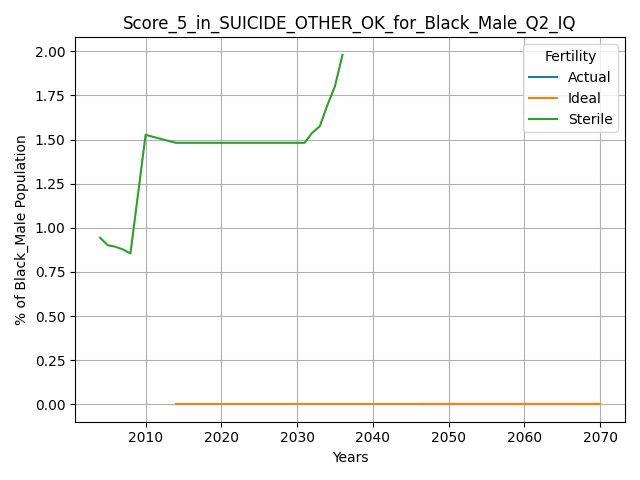 Score_5_in_SUICIDE_OTHER_OK_for_Black_Male_Q2_IQ
Fertility
Actual
Ideal
Sterile
% of Black_Male Population
2.00
1.75
1.50
1.25
1.00
0.75
0.50
0.25
0.00
2010 2020 2030 2040 2050 2060 2070
Years